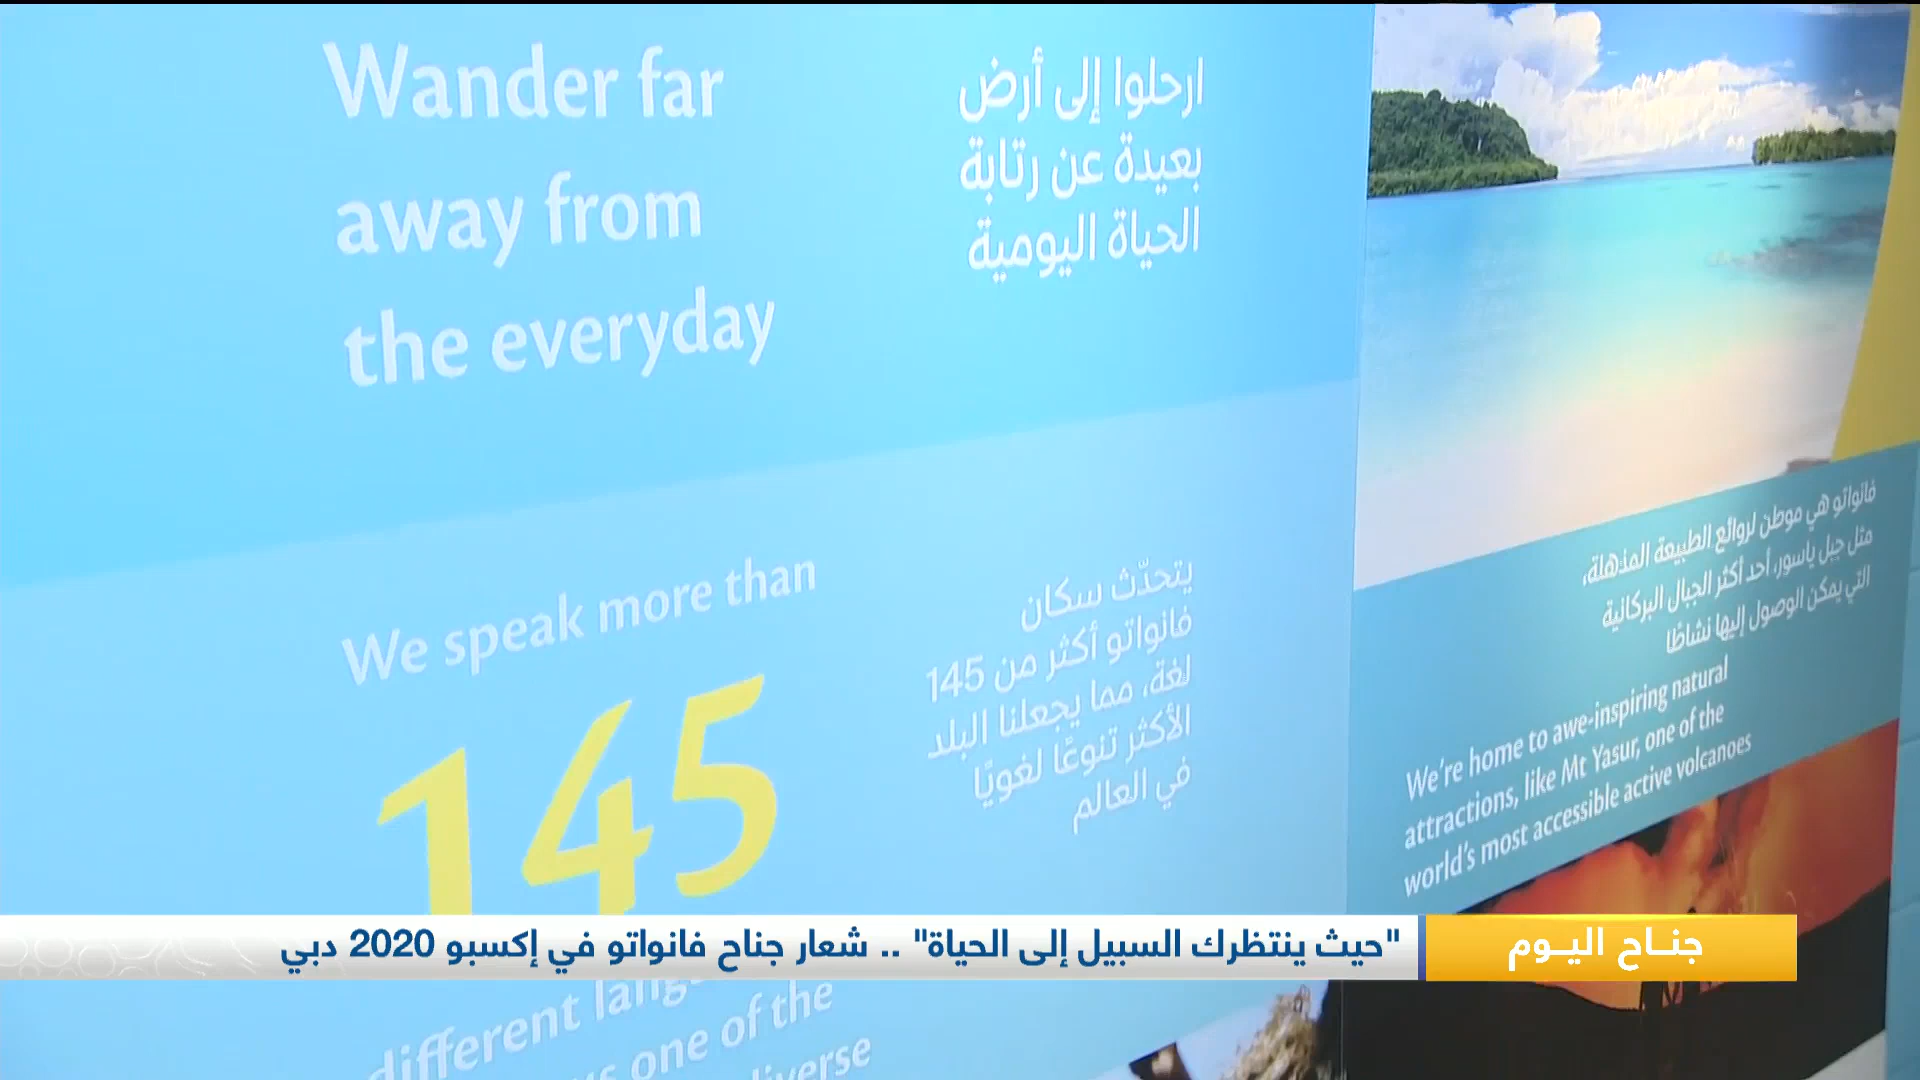 Wander far
away from
the everyday
ارحلوا إلى أرض
بعيدة عن رتابة
الحياة اليومية
We speak more than
145
different
one of the
يتحدّث سكان
فانواتو أكثر من 145
لغة، مما يجعلنا البلد
الأكثر تنوعًا لغويًا
في العالم
فانواتو هي موطن لروائع الطبيعة المذهلة،
مثل جبل ياسور، أحد أكثر الجبال البركانية
التي يمكن الوصول إليها نشاطًا
We're home to awe-inspiring natural
attractions, like Mt Yasur, one of the
world's most accessible active volcanoes
جناح اليوم
"حيث ينتظرك السبيل إلى الحياة" .. شعار جناح فانواتو في إكسبو 2020 دبي